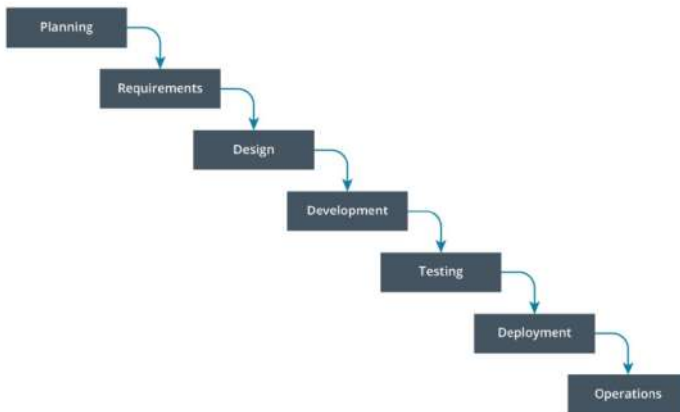 Planning
Requirements
Design
Development
Testing
Deployment
Operations